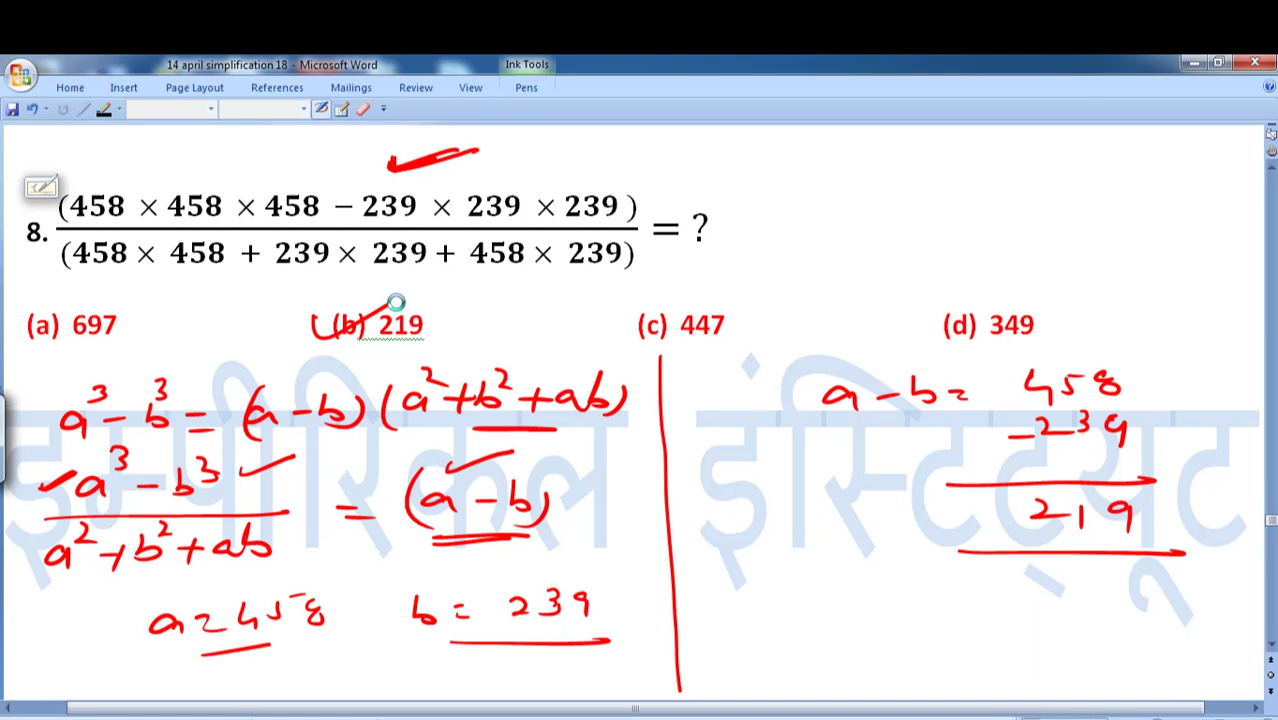 14 april simplification 18 - Microsoft Word
Ink Tools
Home Insert Page Layout References Mailings Review View Pens
8. (458 × 458 × 458 − 239 × 239 × 239 )
(458 × 458 + 239 × 239 + 458 × 239)
= ?
(a) 697 (b) 219 (c) 447 (d) 349
a³ − b³ = (a − b) (a² + b² + ab)
a³ − b³
a² + b² + ab
= (a − b)
a = 458 b = 239
a − b = 458
− 239
219
इम्पीरिकल इंस्टिट्यूट